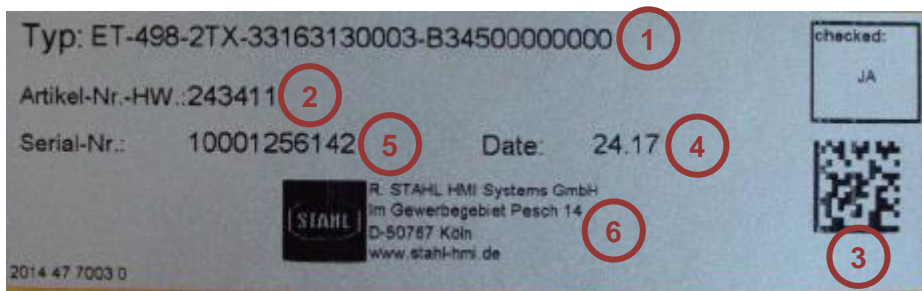 Typ: ET-498-2TX-33163130003-B34500000000 1
checked:
JA
Artikel-Nr.-HW.:243411 2
Serial-Nr.: 10001256142 5 Date: 24.17 4
STAHL
R. STAHL HMI Systems GmbH
Im Gewerbegebiet Pesch 14
D-50767 Köln
www.stahl-hmi.de
6
3
2014 47 7003 0